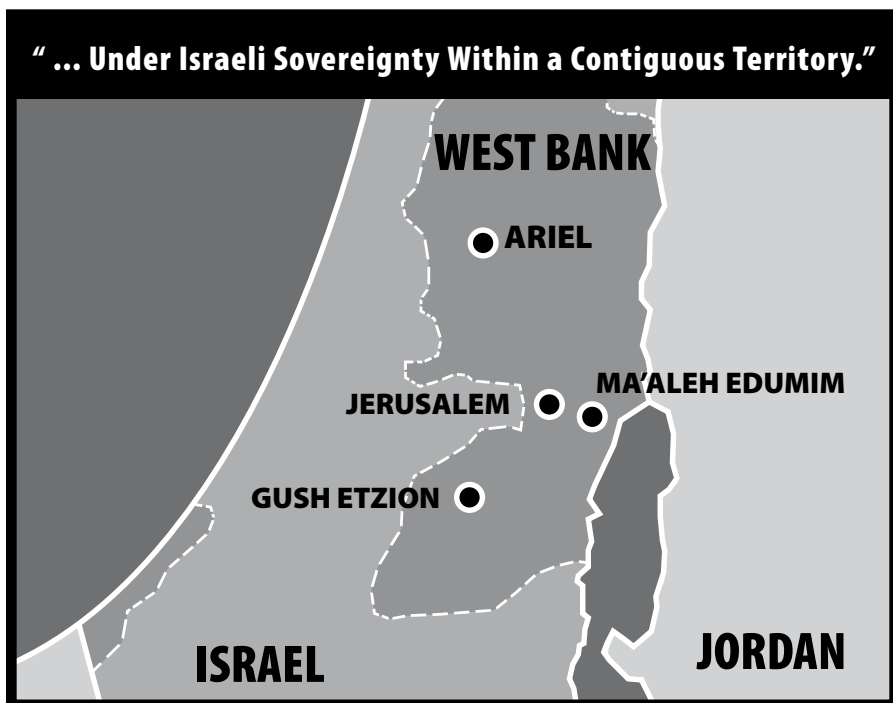 “ ... Under Israeli Sovereignty Within a Contiguous Territory.”
WEST BANK
ARIEL
MA’ALEH EDUMIM
JERUSALEM
GUSH ETZION
ISRAEL
JORDAN